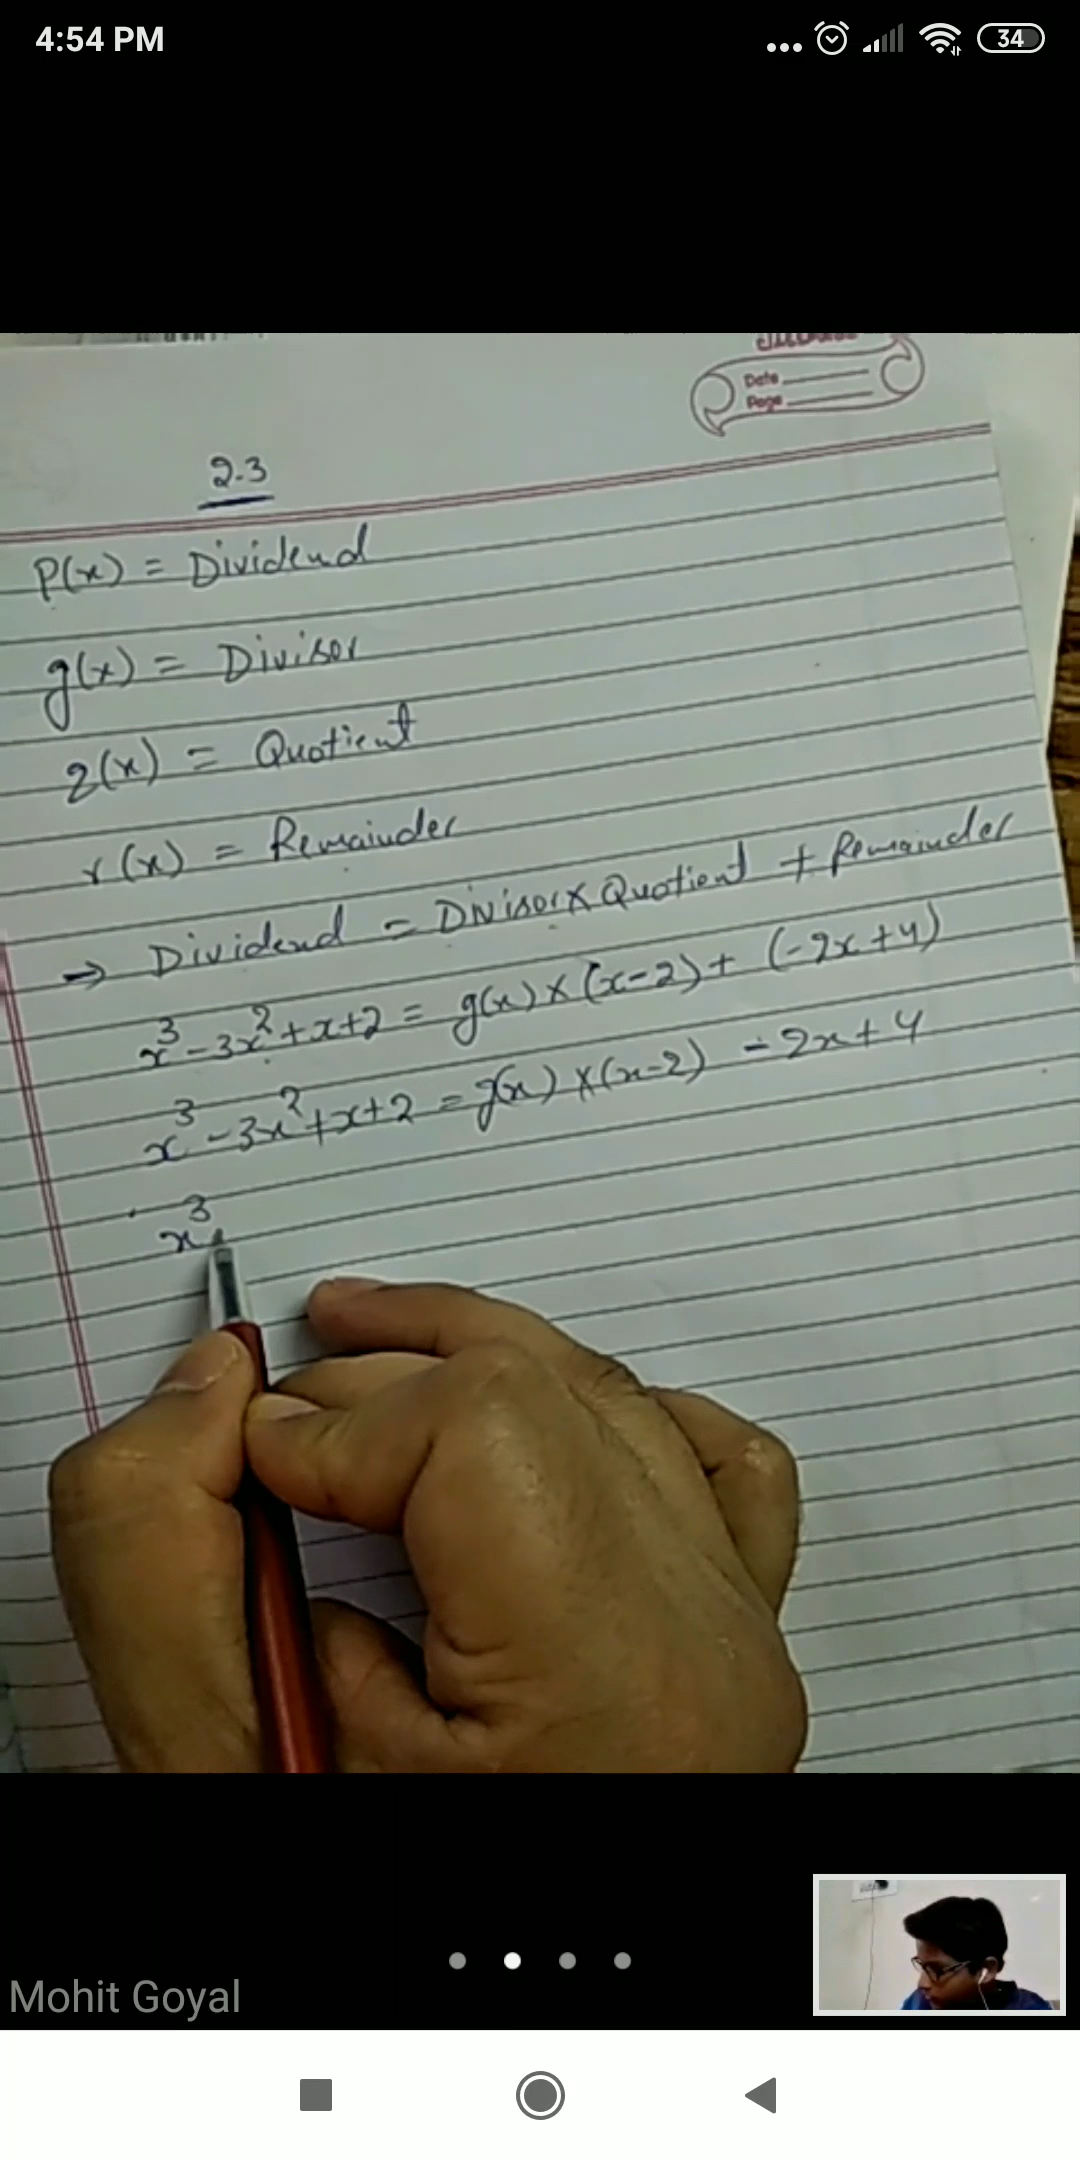 4:54 PM
34
Date
Page
2.3
P(x) = Dividend
g(x) = Divisor
q(x) = Quotient
r(x) = Remainder
→ Dividend = Divisor × Quotient + Remainder
x³ - 3x² + x + 2 = g(x) × (x-2) + (-2x + 4)
x³ - 3x² + x + 2 = g(x) × (x-2) - 2x + 4
x³
Mohit Goyal